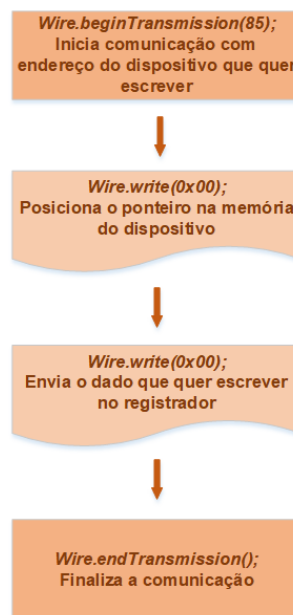 Wire.beginTransmission(85);
Inicia comunicação com
endereço do dispositivo que quer
escrever
Wire.write(0x00);
Posiciona o ponteiro na memória
do dispositivo
Wire.write(0x00);
Envia o dado que quer escrever
no registrador
Wire.endTransmission();
Finaliza a comunicação